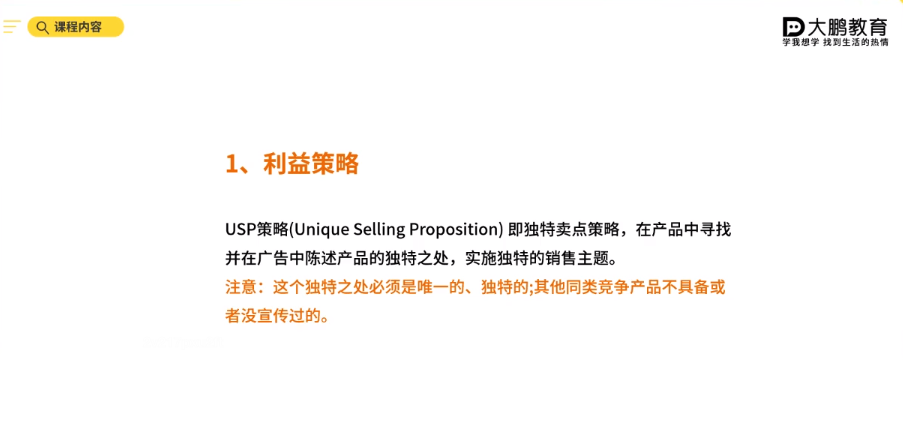 课程内容
大鹏教育
学我想学 找到生活的热情
1、利益策略
USP策略(Unique Selling Proposition) 即独特卖点策略，在产品中寻找
并在广告中陈述产品的独特之处，实施独特的销售主题。
注意：这个独特之处必须是唯一的、独特的;其他同类竞争产品不具备或
者没宣传过的。